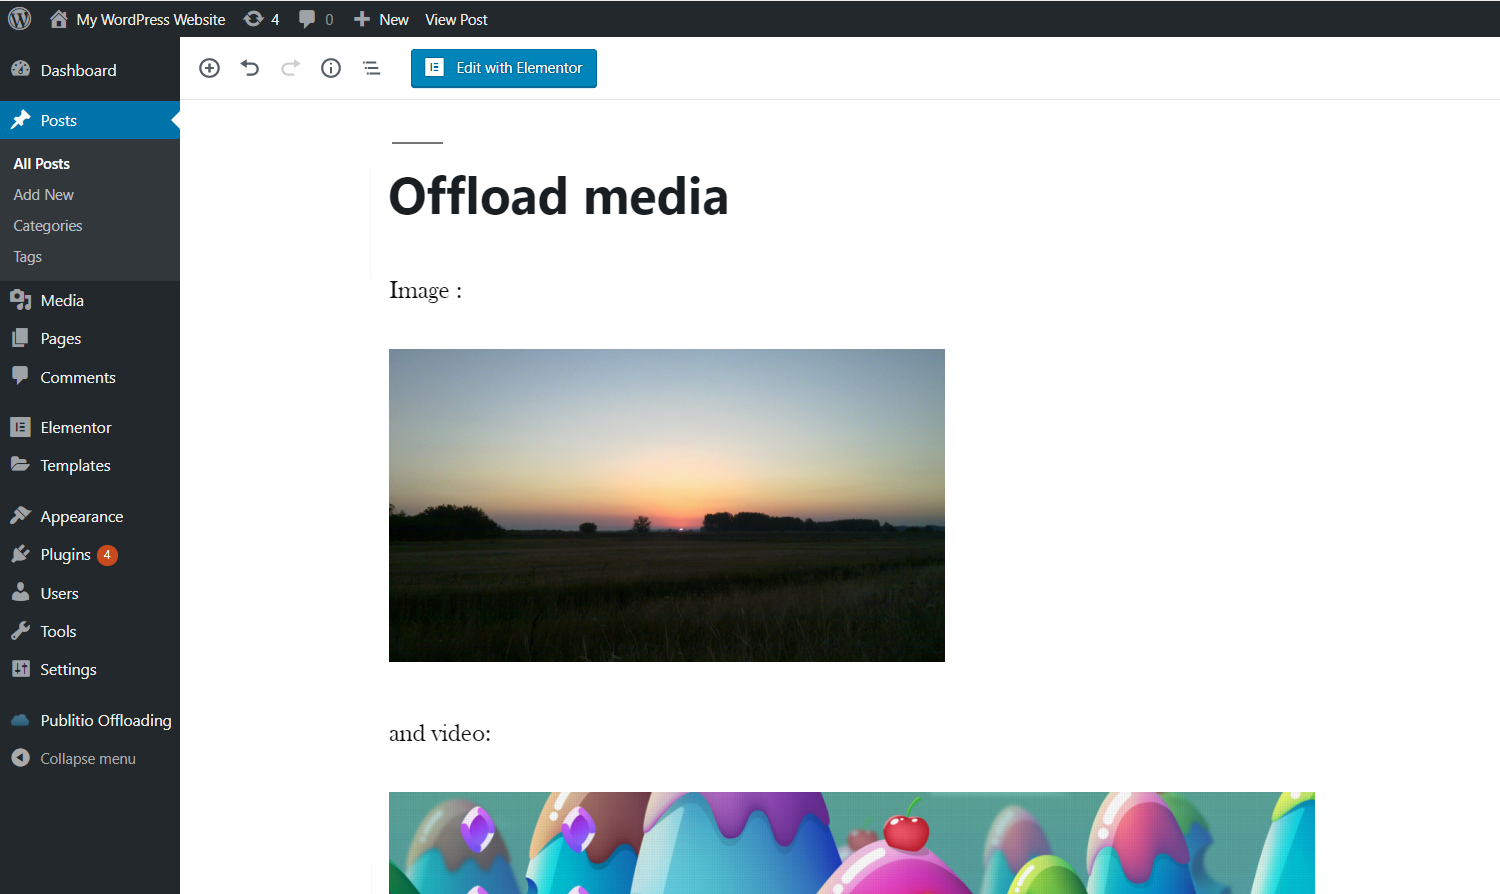 My WordPress Website 4 0 New View Post
Dashboard
Edit with Elementor
Posts
All Posts
Add New
Categories
Tags
Media
Pages
Comments
Elementor
Templates
Appearance
Plugins 4
Users
Tools
Settings
Publitio Offloading
Collapse menu
Offload media
Image :
and video: